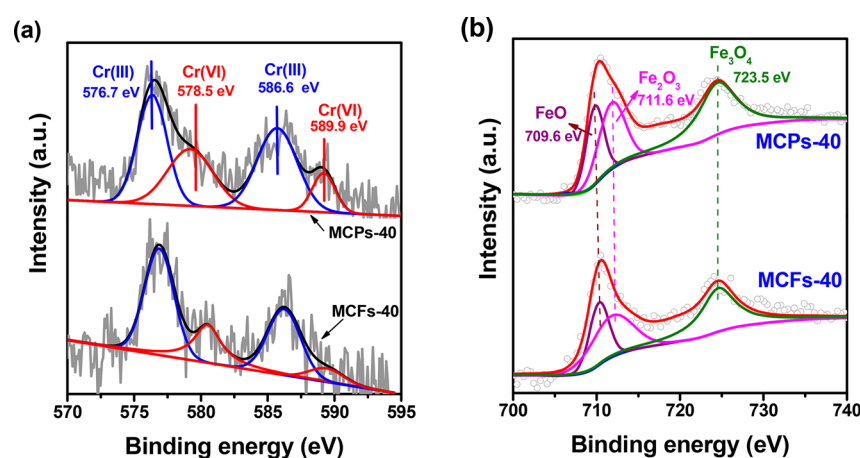 (a)
Cr(III)
576.7 eV
Cr(VI)
578.5 eV
Cr(III)
586.6 eV
Cr(VI)
589.9 eV
MCPs-40
MCFs-40
Intensity (a.u.)
570 575 580 585 590 595
Binding energy (eV)
(b)
FeO
709.6 eV
Fe₂O₃
711.6 eV
Fe₃O₄
723.5 eV
MCPs-40
MCFs-40
Intensity (a.u.)
700 710 720 730 740
Binding energy (eV)